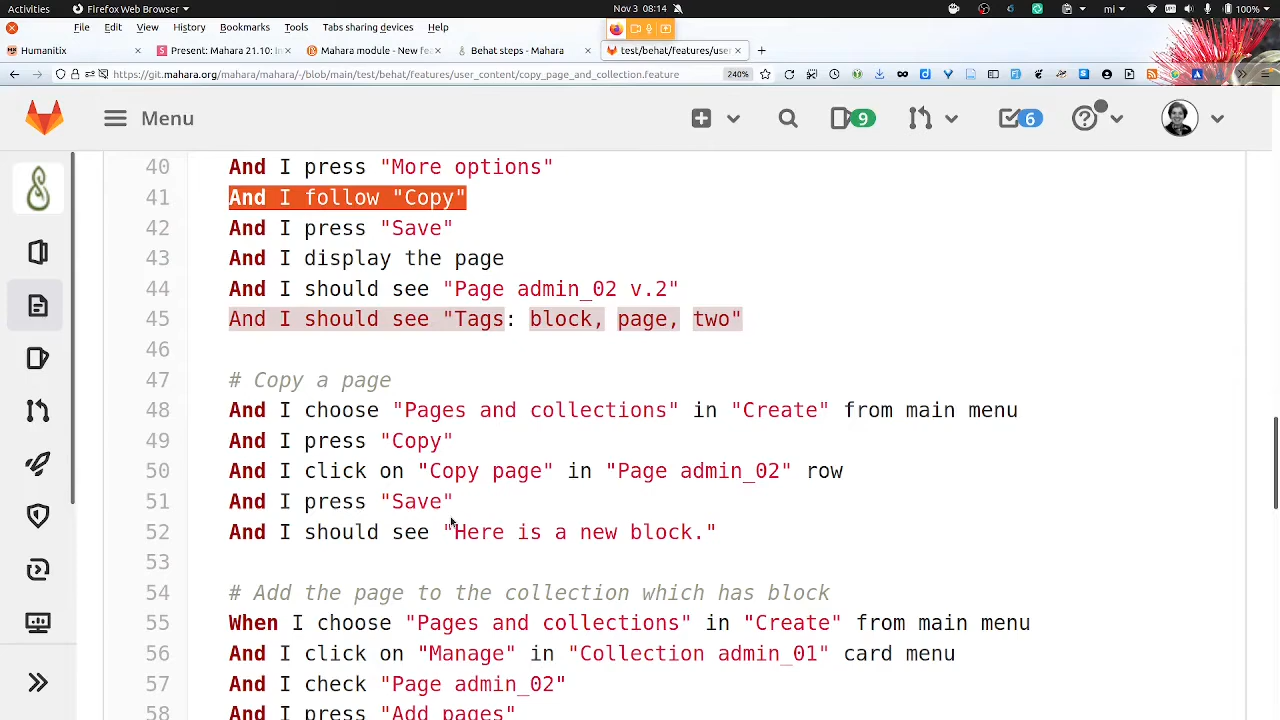 Activities Firefox Web Browser Nov 3 08:14 mi 100%
File Edit View History Bookmarks Tools Tabs sharing devices Help
Humanitix Present: Mahara 21.10: I Mahara module - New fea Behat steps - Mahara test/behat/features/user
https://git.mahara.org/mahara/mahara/-/blob/main/test/behat/features/user_content/copy_page_and_collection.feature 240%
Menu 9 6
40 And I press "More options"
41 And I follow "Copy"
42 And I press "Save"
43 And I display the page
44 And I should see "Page admin_02 v.2"
45 And I should see "Tags: block, page, two"
46
47 # Copy a page
48 And I choose "Pages and collections" in "Create" from main menu
49 And I press "Copy"
50 And I click on "Copy page" in "Page admin_02" row
51 And I press "Save"
52 And I should see "Here is a new block."
53
54 # Add the page to the collection which has block
55 When I choose "Pages and collections" in "Create" from main menu
56 And I click on "Manage" in "Collection admin_01" card menu
57 And I check "Page admin_02"
58 And I press "Add pages"